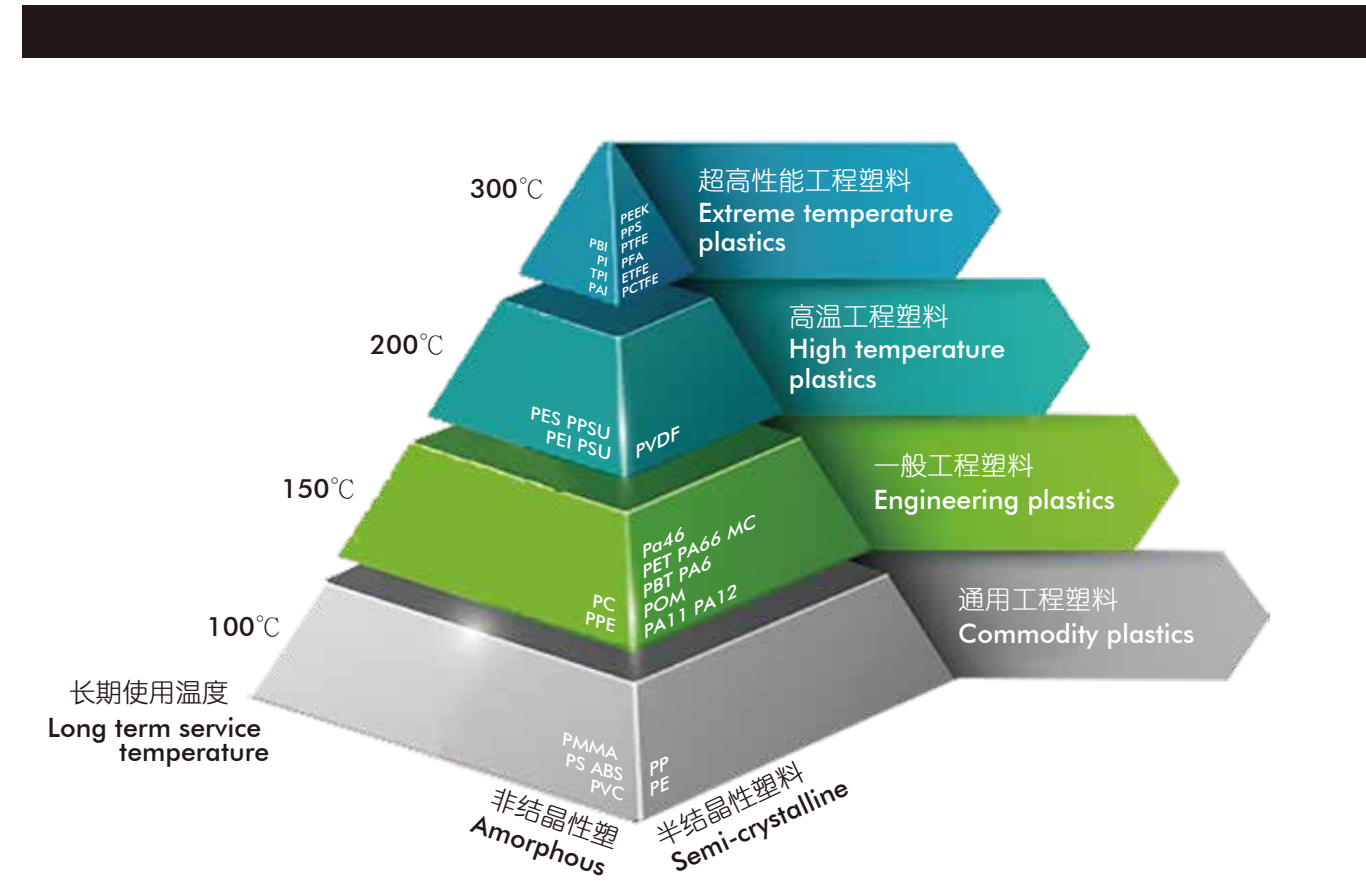 300℃
PBI
PI
TPI
PAI
PEEK
PPS
PTFE
PFA
ETFE
PCTFE
超高性能工程塑料
Extreme temperature
plastics
200℃
PES PPSU
PEI PSU
PVDF
高温工程塑料
High temperature
plastics
150℃
PC
PPE
Pa46
PET PA66 MC
PBT PA6
POM
PA11 PA12
一般工程塑料
Engineering plastics
100℃
PMMA
PS ABS
PVC
PP
PE
通用工程塑料
Commodity plastics
长期使用温度
Long term service
temperature
非结晶性塑
Amorphous
半结晶性塑料
Semi-crystalline